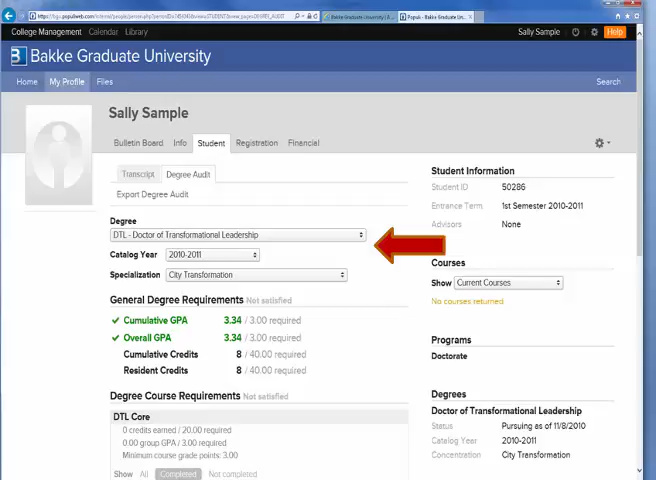 Bakke Graduate University | B...
Populi - Bakke Graduate Uni...
College Management Calendar Library
Sally Sample
Help
Bakke Graduate University
Home My Profile Files
Search
Sally Sample
Bulletin Board Info Student Registration Financial
Transcript Degree Audit
Export Degree Audit
Degree
DTL - Doctor of Transformational Leadership
Catalog Year 2010-2011
Specialization City Transformation
General Degree Requirements Not satisfied
Cumulative GPA 3.34 / 3.00 required
Overall GPA 3.34 / 3.00 required
Cumulative Credits 8 / 40.00 required
Resident Credits 8 / 40.00 required
Degree Course Requirements Not satisfied
DTL Core
0 credits earned / 20.00 required
0.00 group GPA / 3.00 required
Minimum course grade points: 3.00
Show All Completed Not completed
Student Information
Student ID 50286
Entrance Term 1st Semester 2010-2011
Advisors None
Courses
Show Current Courses
No courses returned
Programs
Doctorate
Degrees
Doctor of Transformational Leadership
Status Pursuing as of 11/8/2010
Catalog Year 2010-2011
Concentration City Transformation